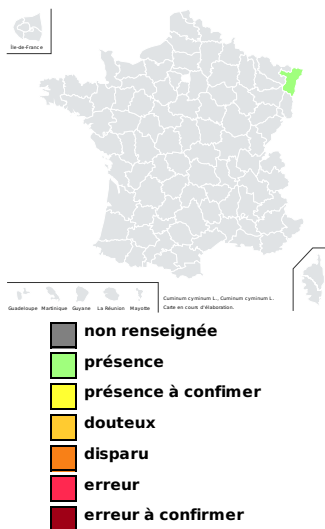 Île-de-France
Guadeloupe Martinique Guyane La Réunion Mayotte
Cuminum cyminum L., Cuminum cyminum L.
Carte en cours d'élaboration.
non renseignée
présence
présence à confimer
douteux
disparu
erreur
erreur à confirmer